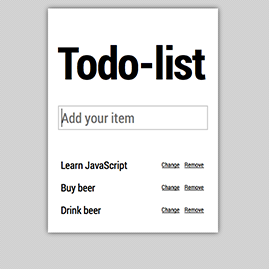 Todo-list
Add your item
Learn JavaScript Change Remove
Buy beer Change Remove
Drink beer Change Remove